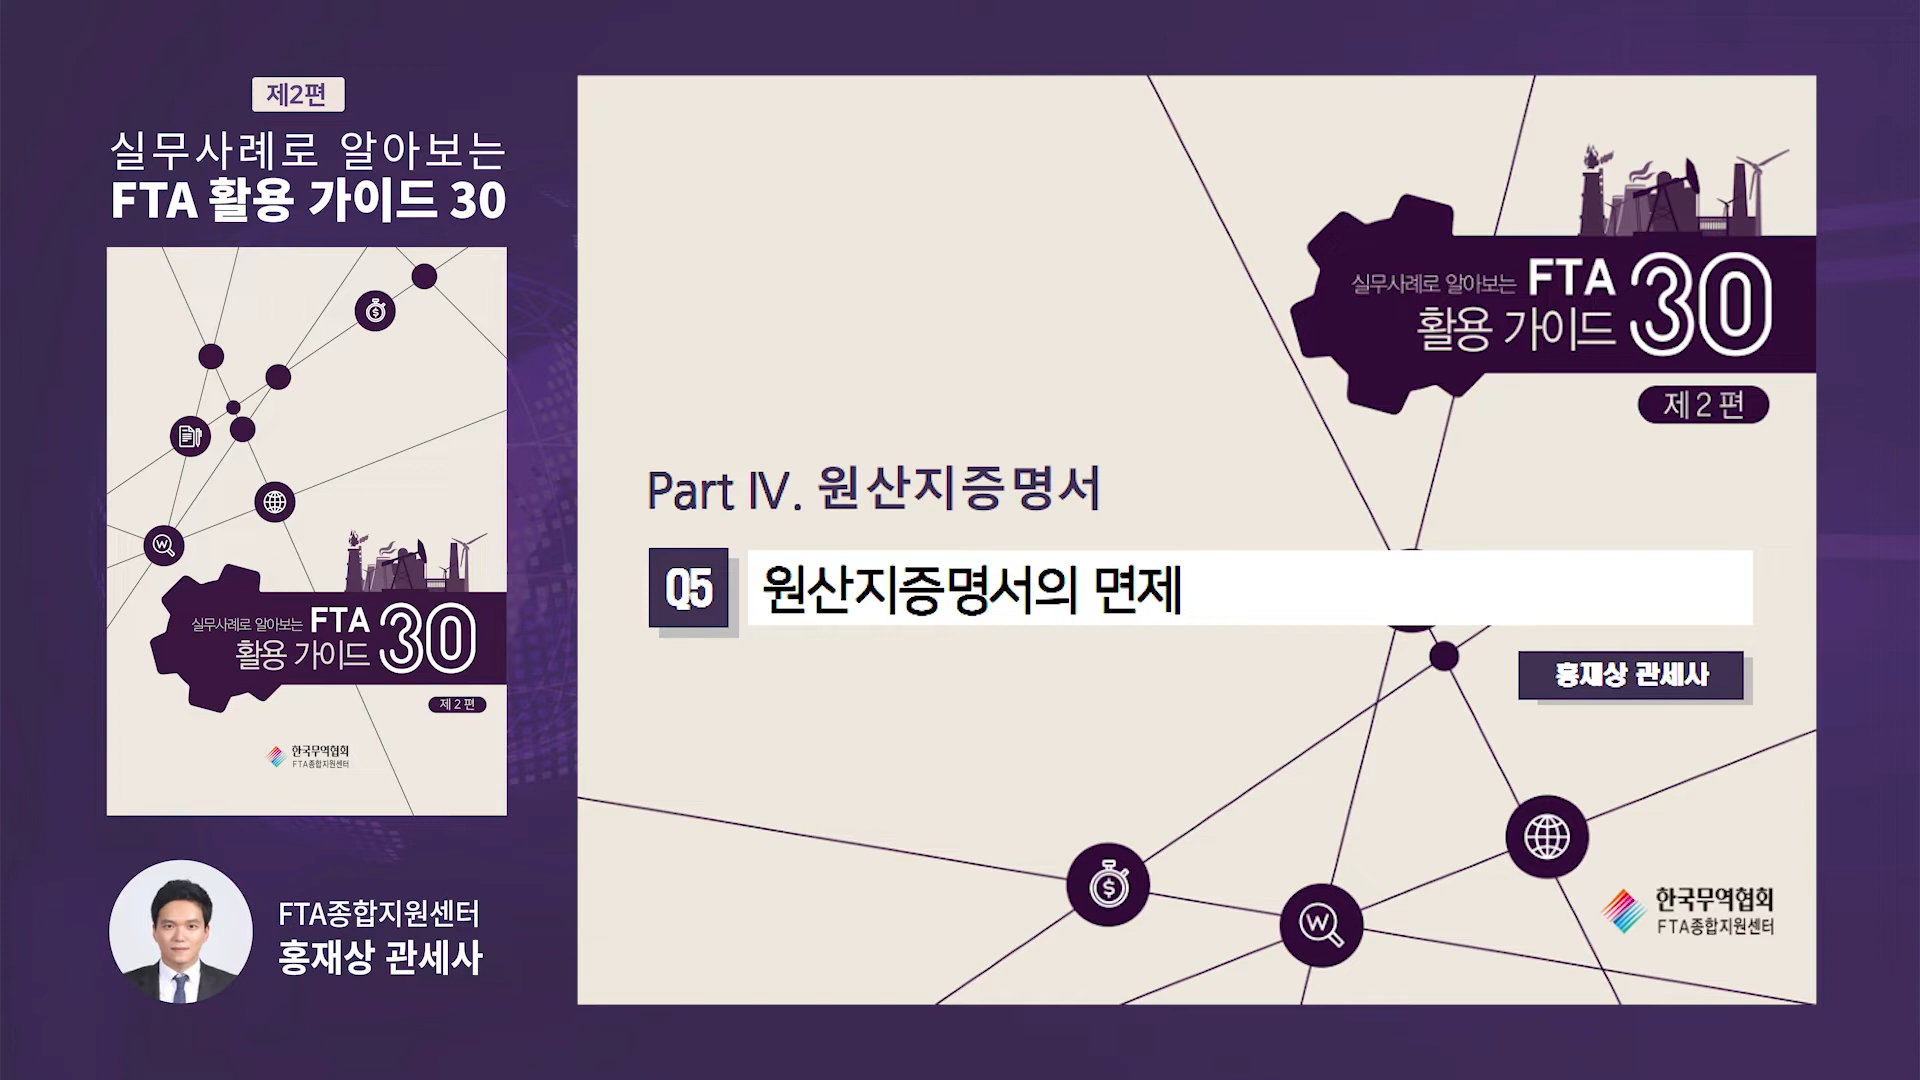 제2편
실무사례로 알아보는
FTA 활용 가이드 30
실무사례로 알아보는 FTA 30
활용 가이드
제2편
한국무역협회
FTA종합지원센터
FTA종합지원센터
홍재상 관세사
실무사례로 알아보는 FTA 30
활용 가이드
제2편
Part Ⅳ. 원산지증명서
Q5 원산지증명서의 면제
홍재상 관세사
한국무역협회
FTA종합지원센터